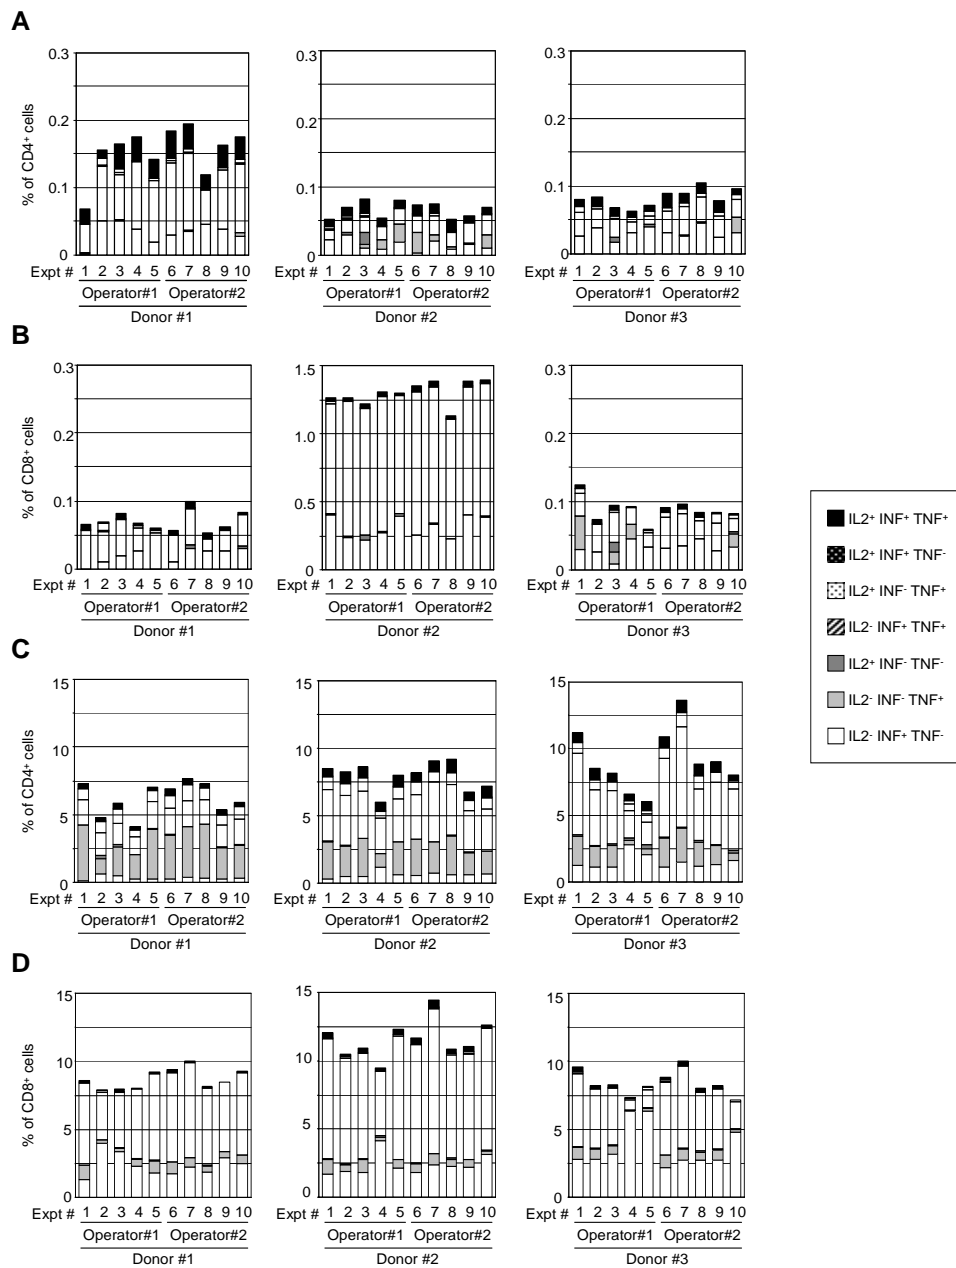 A
0.3 0.3 0.3
0.2 0.2 0.2
0.1 0.1 0.1
0 0 0
% of CD4+ cells
Expt # 1 2 3 4 5 6 7 8 9 10 Expt # 1 2 3 4 5 6 7 8 9 10 Expt # 1 2 3 4 5 6 7 8 9 10
Operator#1 Operator#2 Operator#1 Operator#2 Operator#1 Operator#2
Donor #1 Donor #2 Donor #3
B
0.3 1.5 0.3
0.2 1.0 0.2
0.1 0.5 0.1
0 0 0
% of CD8+ cells
Expt # 1 2 3 4 5 6 7 8 9 10 Expt # 1 2 3 4 5 6 7 8 9 10 Expt # 1 2 3 4 5 6 7 8 9 10
Operator#1 Operator#2 Operator#1 Operator#2 Operator#1 Operator#2
Donor #1 Donor #2 Donor #3
IL2+ INF+ TNF+
IL2+ INF+ TNF-
IL2+ INF- TNF+
IL2- INF+ TNF+
IL2+ INF- TNF-
IL2- INF- TNF+
IL2- INF+ TNF-
C
15 15 15
10 10 10
5 5 5
0 0 0
% of CD4+ cells
Expt # 1 2 3 4 5 6 7 8 9 10 Expt # 1 2 3 4 5 6 7 8 9 10 Expt # 1 2 3 4 5 6 7 8 9 10
Operator#1 Operator#2 Operator#1 Operator#2 Operator#1 Operator#2
Donor #1 Donor #2 Donor #3
D
15 15 15
10 10 10
5 5 5
0 0 0
% of CD8+ cells
Expt # 1 2 3 4 5 6 7 8 9 10 Expt # 1 2 3 4 5 6 7 8 9 10 Expt # 1 2 3 4 5 6 7 8 9 10
Operator#1 Operator#2 Operator#1 Operator#2 Operator#1 Operator#2
Donor #1 Donor #2 Donor #3